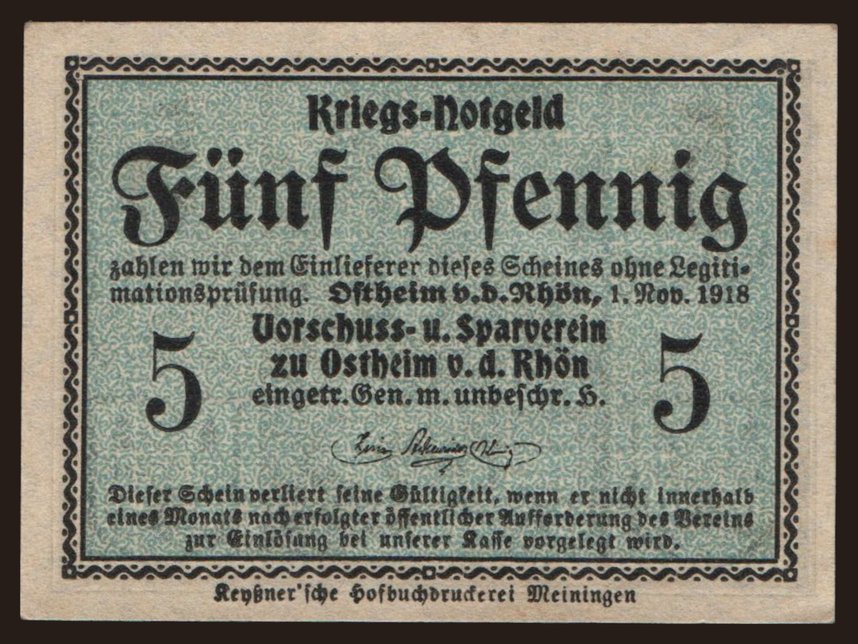 Kriegs-Notgeld
Fünf Pfennig
zahlen wir dem Einlieferer dieses Scheines ohne Legiti-
mationsprüfung. Ostheim v. d. Rhön, 1. Nov. 1918
Vorschuss- u. Sparverein
zu Ostheim v. d. Rhön
5 5
eingetr. Gen. m. unbeschr. H.
Dieser Schein verliert seine Gültigkeit, wenn er nicht innerhalb
eines Monats nach erfolgter öffentlicher Aufforderung des Vereins
zur Einlösung bei unserer Kasse vorgelegt wird.
Keyßner'sche Hofbuchdruckerei Meiningen